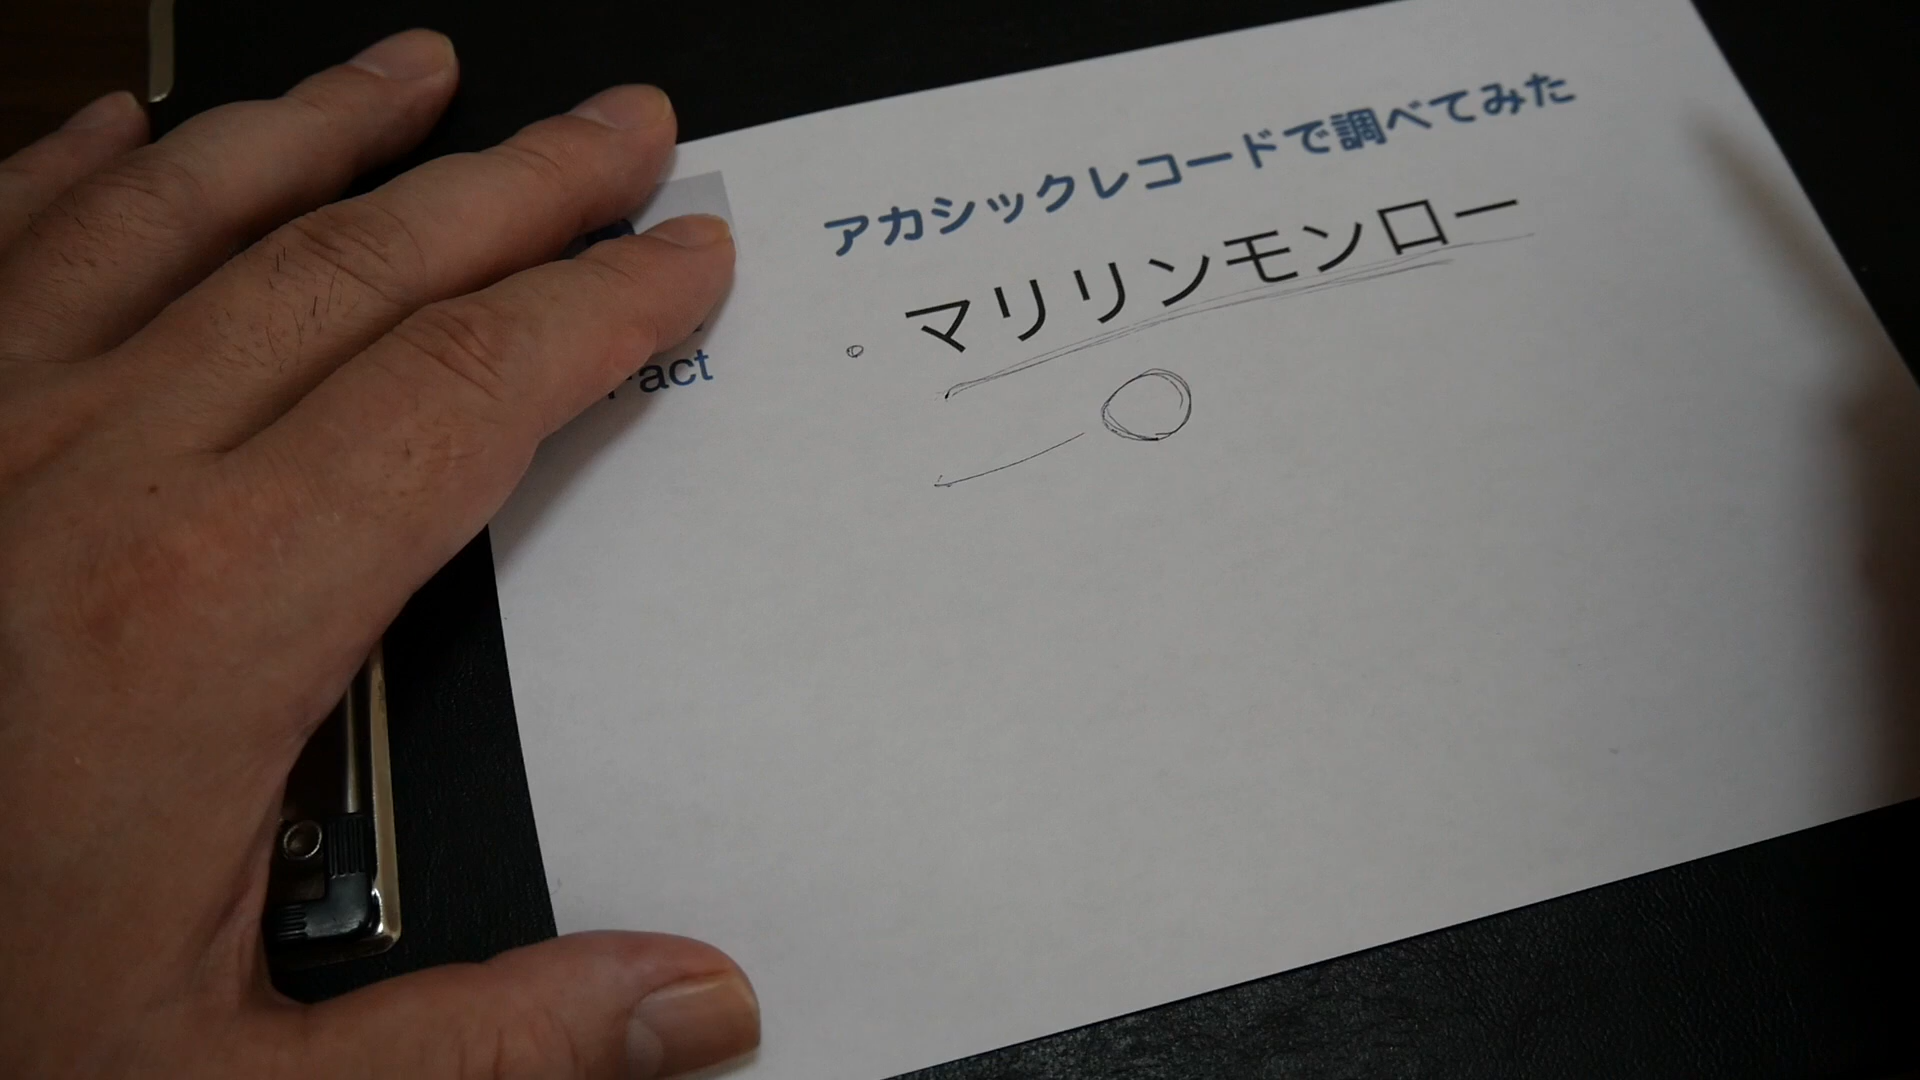 アカシックレコードで調べてみた
マリリンモンロー
act